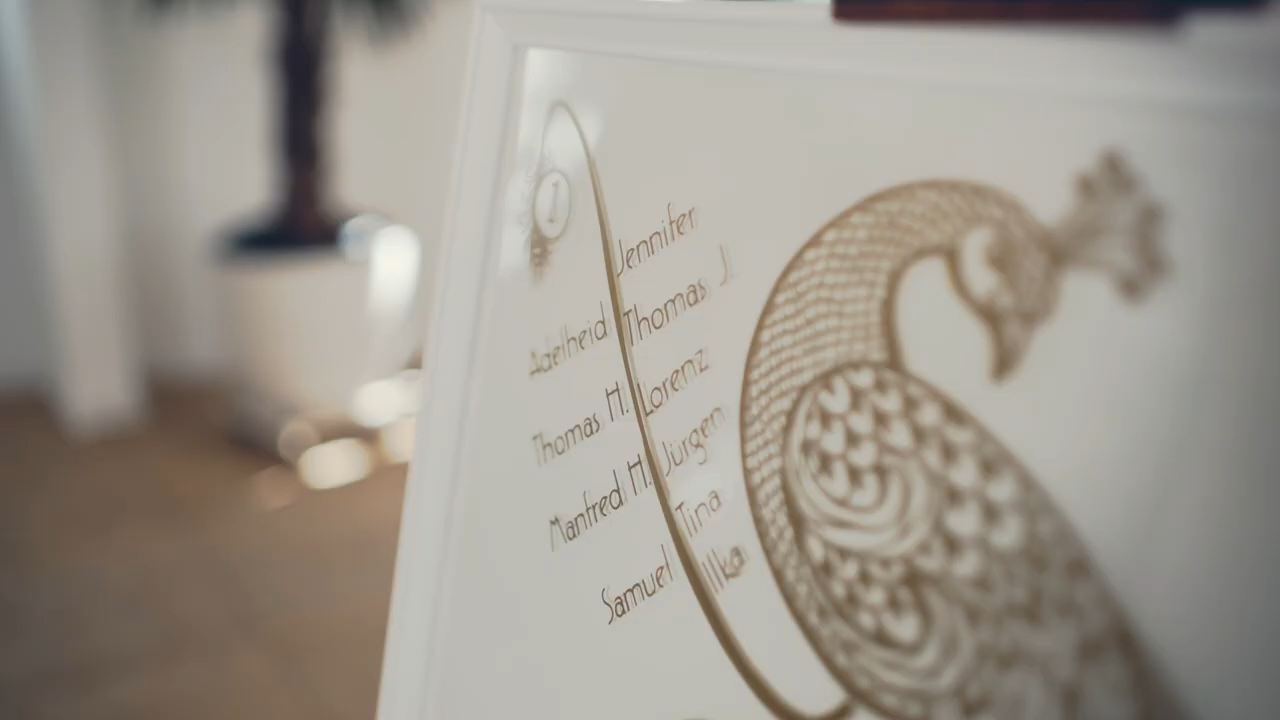 1
Jennifer
Adelheid
Thomas J.
Thomas H.
Lorenz
Manfred H.
Jürgen
Samuel
Tina
Ilka